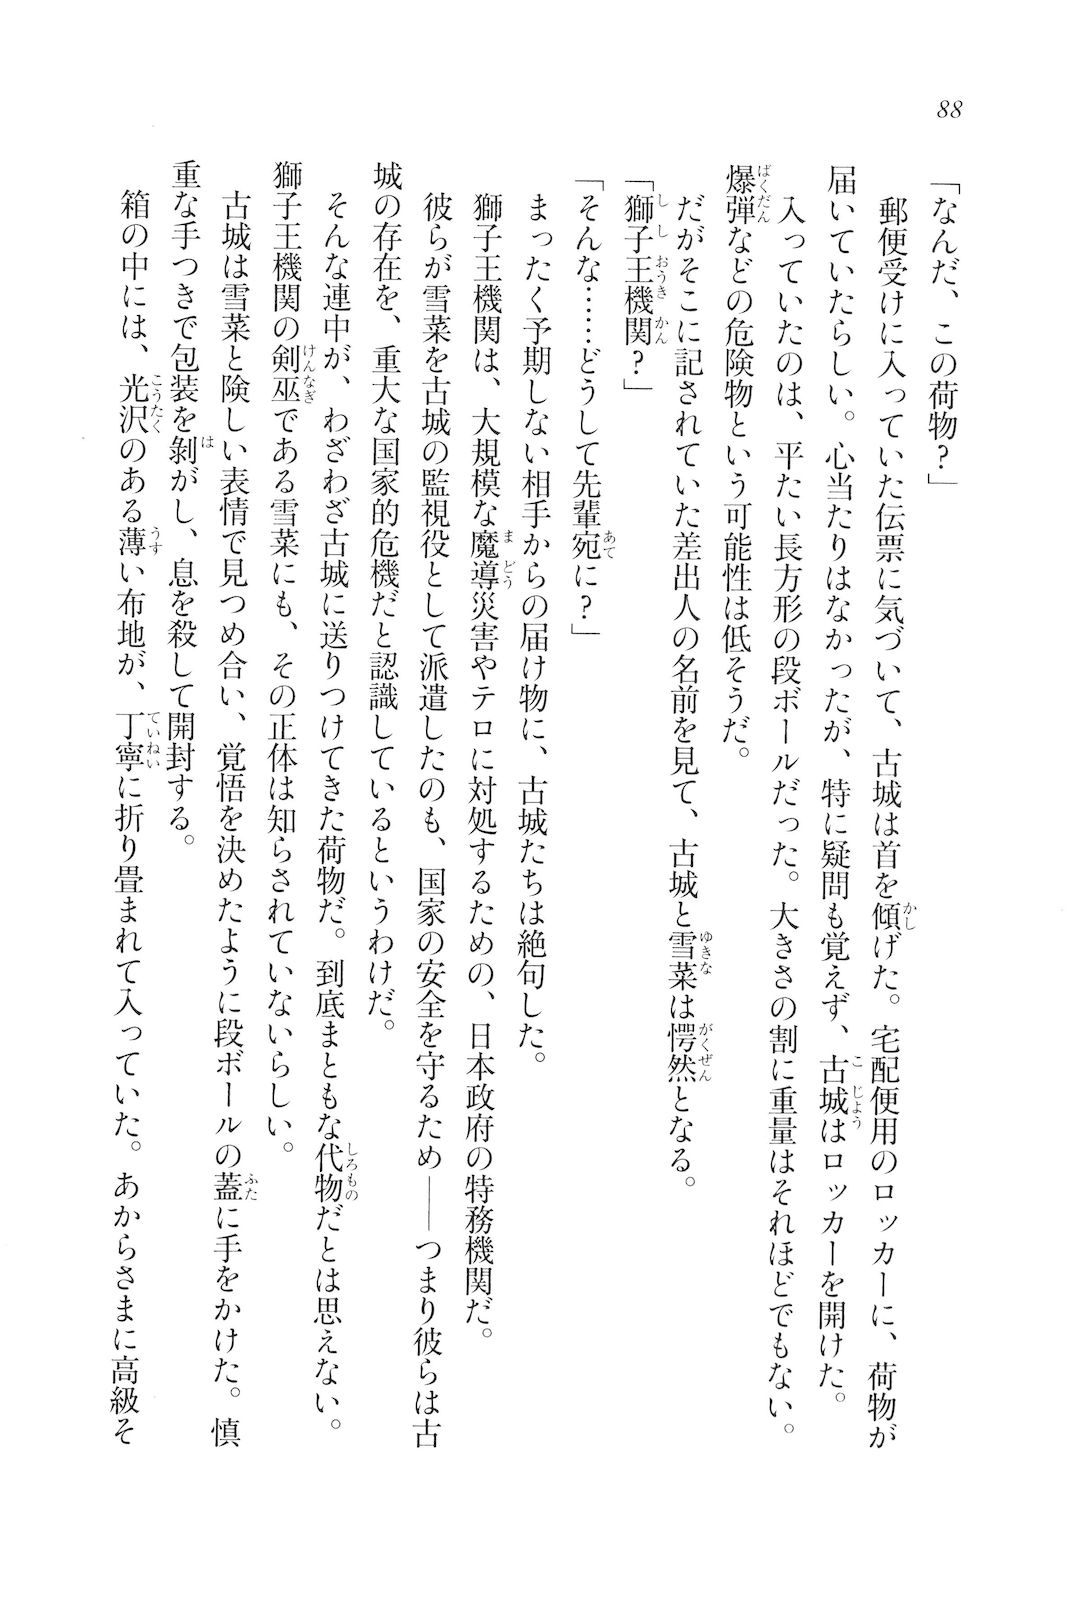 88
「なんだ、この荷物？」
郵便受けに入っていた伝票に気づいて、古城は首を傾げた。宅配便用のロッカーに、荷物が
届いていたらしい。心当たりはなかったが、特に疑問も覚えず、古城はロッカーを開けた。
入っていたのは、平たい長方形の段ボールだった。大きさの割に重量はそれほどでもない。
爆弾などの危険物という可能性は低そうだ。
だがそこに記されていた差出人の名前を見て、古城と雪菜は愕然となる。
「獅子王機関？」
「そんな……どうして先輩宛に？」
まったく予期しない相手からの届け物に、古城たちは絶句した。
獅子王機関は、大規模な魔導災害やテロに対処するための、日本政府の特務機関だ。
彼らが雪菜を古城の監視役として派遣したのも、国家の安全を守るため――つまり彼らは古
城の存在を、重大な国家的危機だと認識しているというわけだ。
そんな連中が、わざわざ古城に送りつけてきた荷物だ。到底まともな代物だとは思えない。
獅子王機関の剣巫である雪菜にも、その正体は知らされていないらしい。
古城は雪菜と険しい表情で見つめ合い、覚悟を決めたように段ボールの蓋に手をかけた。慎
重な手つきで包装を剝がし、息を殺して開封する。
箱の中には、光沢のある薄い布地が、丁寧に折り畳まれて入っていた。あからさまに高級そ